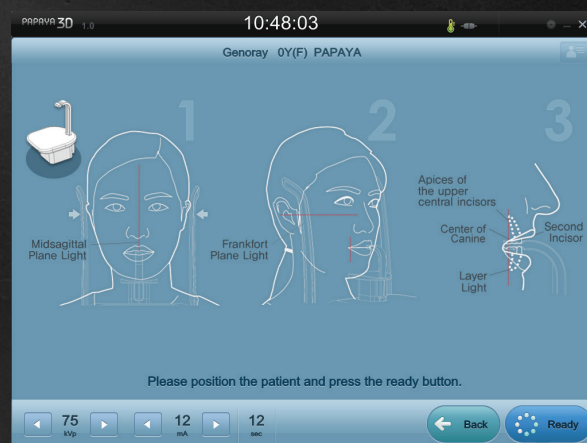 PAPAYA 3D 1.0
10:48:03
Genoray 0Y(F) PAPAYA
1
2
3
Midsagittal
Plane Light
Frankfort
Plane Light
Apices of
the upper
central incisors
Center of
Canine
Second
Incisor
Layer
Light
Please position the patient and press the ready button.
75
kVp
12
mA
12
sec
Back
Ready